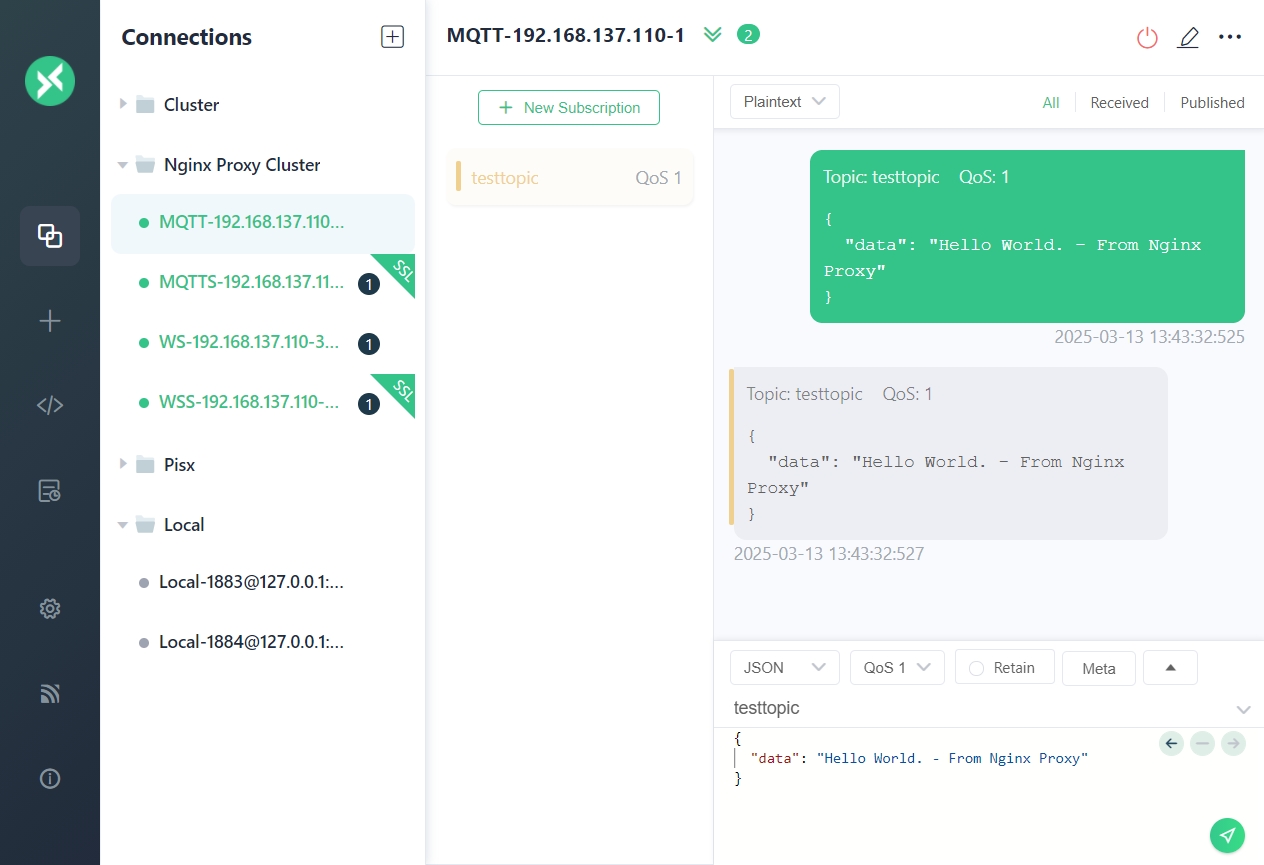 Connections
Cluster
Nginx Proxy Cluster
MQTT-192.168.137.110...
MQTTS-192.168.137.11...
1
SSL
WS-192.168.137.110-3...
1
WSS-192.168.137.110-...
1
SSL
Pisx
Local
Local-1883@127.0.0.1:...
Local-1884@127.0.0.1:...
MQTT-192.168.137.110-1
2
+ New Subscription
testtopic QoS 1
Plaintext
All Received Published
Topic: testtopic QoS: 1
{
"data": "Hello World. - From Nginx
Proxy"
}
2025-03-13 13:43:32:525
Topic: testtopic QoS: 1
{
"data": "Hello World. - From Nginx
Proxy"
}
2025-03-13 13:43:32:527
JSON QoS 1 Retain Meta
testtopic
{
"data": "Hello World. - From Nginx Proxy"
}